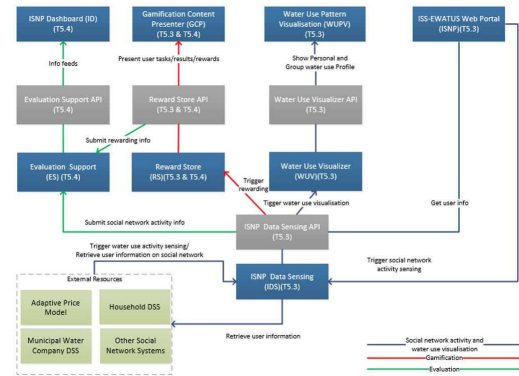 ISNP Dashboard (ID)
(T5.4)
Gamification Content
Presenter (GCP)
(T5.3 & T5.4)
Water Use Pattern
Visualisation (WUPV)
(T5.3)
ISS-EWATUS Web Portal
(ISNP)(T5.3)
Info feeds
Present user tasks/results/rewards
Show Personal and
Group water use Profile
Evaluation Support API
(T5.4)
Reward Store API
(T5.3 & T5.4)
Water Use Visualizer API
(T5.3)
Submit rewarding info
Evaluation Support
(ES) (T5.4)
Reward Store
(RS)(T5.3 & T5.4)
Water Use Visualizer
(WUV)(T5.3)
Trigger
rewarding
Tigger water use visualisation
Get user info
Submit social network activity info
ISNP Data Sensing API
(T5.3)
Trigger water use activity sensing/
Retrieve user information on social network
Trigger social network
activity sensing
External Resources
ISNP Data Sensing
(IDS)(T5.3)
Adaptive Price
Model
Household DSS
Municipal Water
Company DSS
Other Social
Network Systems
Retrieve user information
Social network activity and
water use visualisation
Gamification
Evaluation